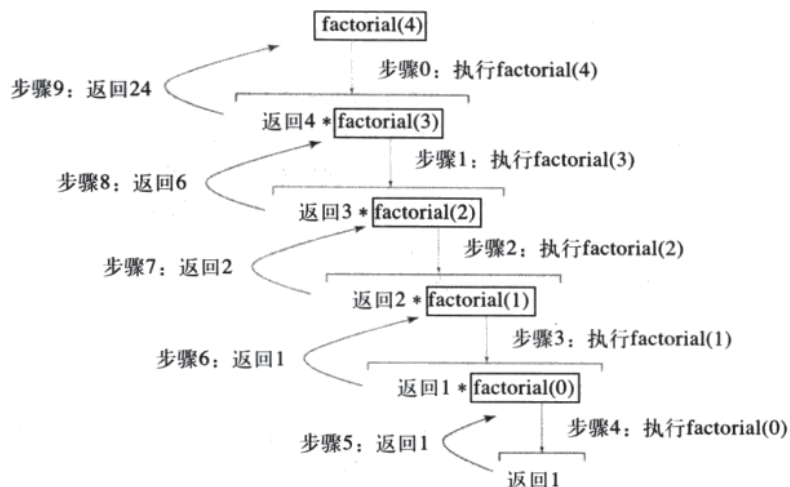 factorial(4)
步骤0：执行factorial(4)
步骤9：返回24
返回4 * factorial(3)
步骤1：执行factorial(3)
步骤8：返回6
返回3 * factorial(2)
步骤2：执行factorial(2)
步骤7：返回2
返回2 * factorial(1)
步骤3：执行factorial(1)
步骤6：返回1
返回1 * factorial(0)
步骤4：执行factorial(0)
步骤5：返回1
返回1